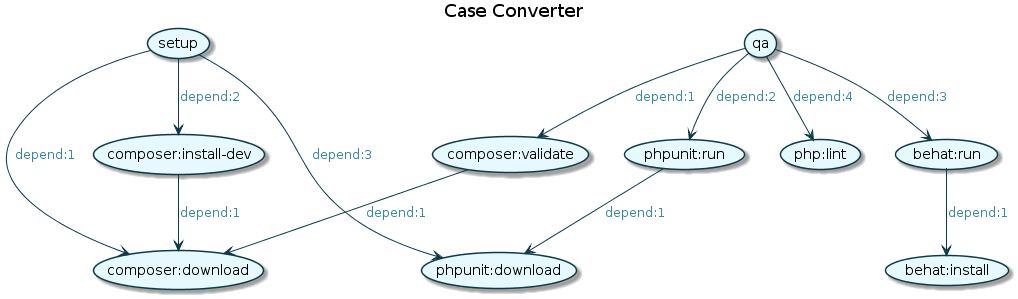 Case Converter
setup
qa
depend:2
depend:1
depend:2
depend:4
depend:3
depend:1
composer:install-dev
depend:3
composer:validate
phpunit:run
php:lint
behat:run
depend:1
depend:1
depend:1
depend:1
composer:download
phpunit:download
behat:install